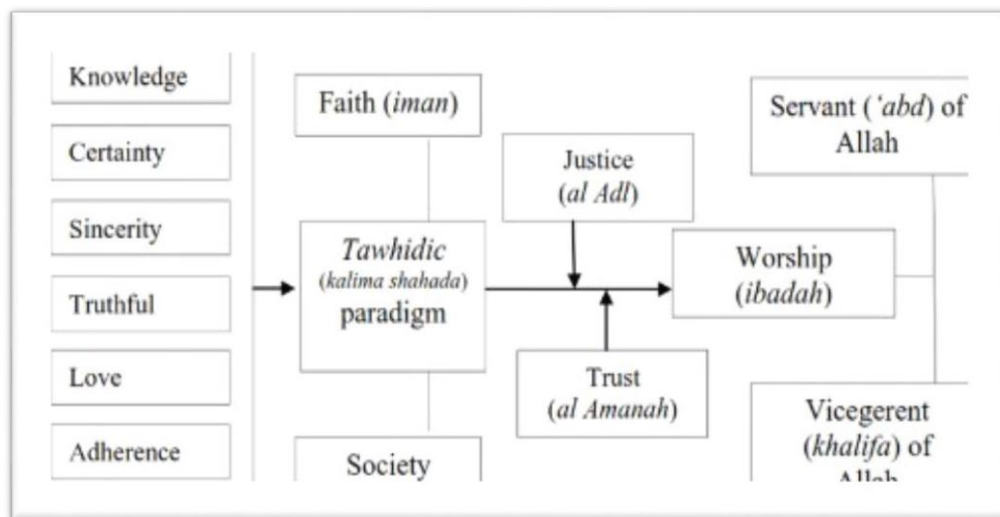 Knowledge
Certainty
Sincerity
Truthful
Love
Adherence
Faith (iman)
Tawhidic
(kalima shahada)
paradigm
Society
Justice
(al Adl)
Trust
(al Amanah)
Worship
(ibadah)
Servant (‘abd) of
Allah
Vicegerent
(khalifa) of
Allah